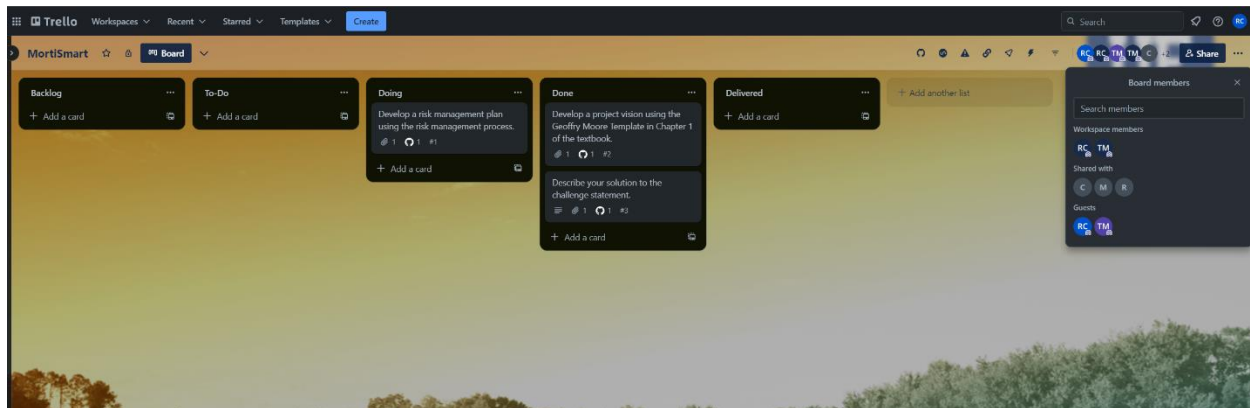 Trello Workspaces Recent Starred Templates Create Search RC
MortiSmart Board RC RC TM TM C +2 Share
Board members
Search members
Workspace members
RC TM
Shared with
C M R
Guests
RC TM
Backlog
+ Add a card
To-Do
+ Add a card
Doing
Develop a risk management plan
using the risk management process.
1 1 #1
+ Add a card
Done
Develop a project vision using the
Geoffry Moore Template in Chapter 1
of the textbook.
1 1 #2
Describe your solution to the
challenge statement.
1 1 #3
+ Add a card
Delivered
+ Add a card
+ Add another list